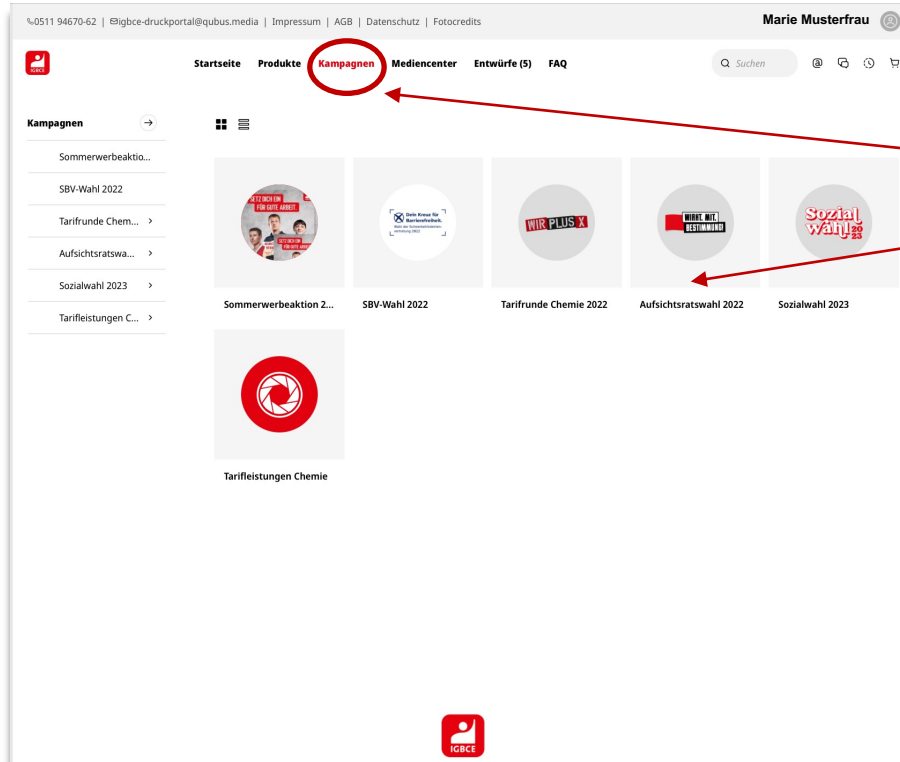 0511 94670-62 | igbce-druckportal@qubus.media | Impressum | AGB | Datenschutz | Fotocredits
Marie Musterfrau
IGBCE
Startseite Produkte Kampagnen Mediencenter Entwürfe (5) FAQ
Suchen
Kampagnen
Sommerwerbeaktio...
SBV-Wahl 2022
Tarifrunde Chem...
Aufsichtsratswa...
Sozialwahl 2023
Tarifleistungen C...
SETZ DICH EIN
FÜR GUTE ARBEIT.
Dein Kreuz für
Barrierefreiheit.
WIR PLUS X
WIRKT. MIT.
BESTIMMUNG!
Sozial
wahl 2023
Sommerwerbeaktion 2...
SBV-Wahl 2022
Tarifrunde Chemie 2022
Aufsichtsratswahl 2022
Sozialwahl 2023
Tarifleistungen Chemie
IGBCE